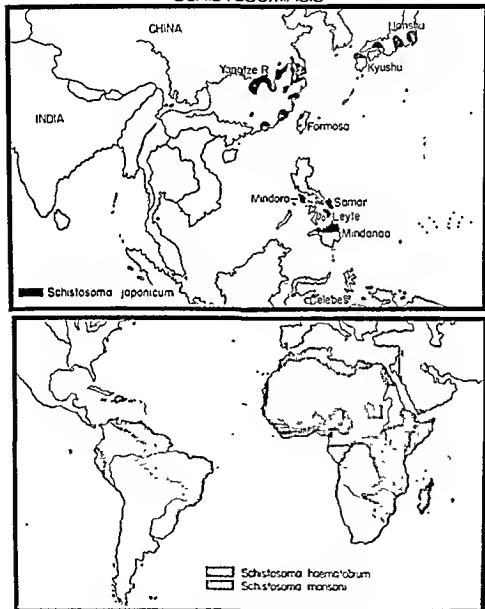 SCHISTOSOMIASIS
CHINA
Honshu
Yangtze R
Kyushu
INDIA
Formosa
Mindoro
Samar
Leyte
Mindanao
Schistosoma japonicum
Celebes
Schistosoma haematobium
Schistosoma mansoni